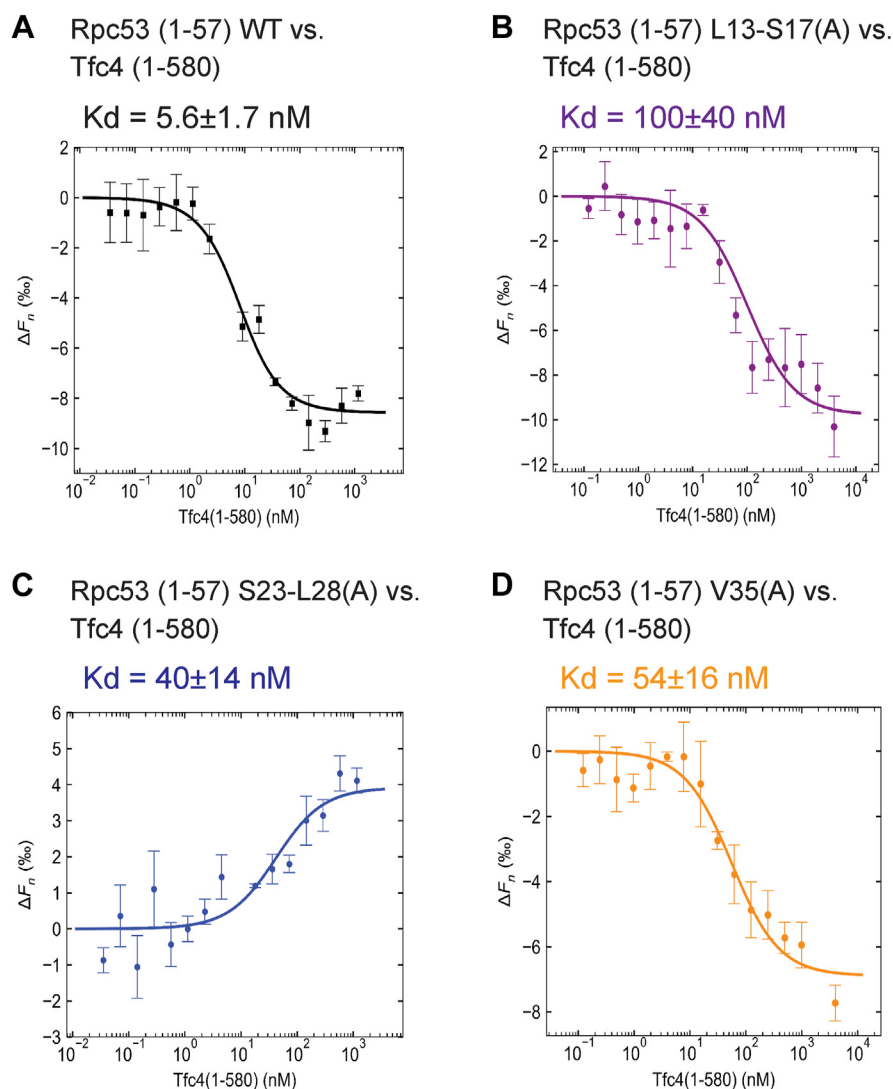 A
Rpc53 (1-57) WT vs.
Tfc4 (1-580)
Kd = 5.6±1.7 nM
2
0
−2
−4
−6
−8
−10
ΔFn (‰)
10−2 10−1 100 101 102 103
Tfc4(1-580) (nM)
B
Rpc53 (1-57) L13-S17(A) vs.
Tfc4 (1-580)
Kd = 100±40 nM
2
0
−2
−4
−6
−8
−10
−12
ΔFn (‰)
10−1 100 101 102 103 104
Tfc4(1-580) (nM)
C
Rpc53 (1-57) S23-L28(A) vs.
Tfc4 (1-580)
Kd = 40±14 nM
6
5
4
3
2
1
0
−1
−2
−3
ΔFn (‰)
10−2 10−1 100 101 102 103
Tfc4(1-580) (nM)
D
Rpc53 (1-57) V35(A) vs.
Tfc4 (1-580)
Kd = 54±16 nM
0
−2
−4
−6
−8
ΔFn (‰)
10−1 100 101 102 103 104
Tfc4(1-580) (nM)